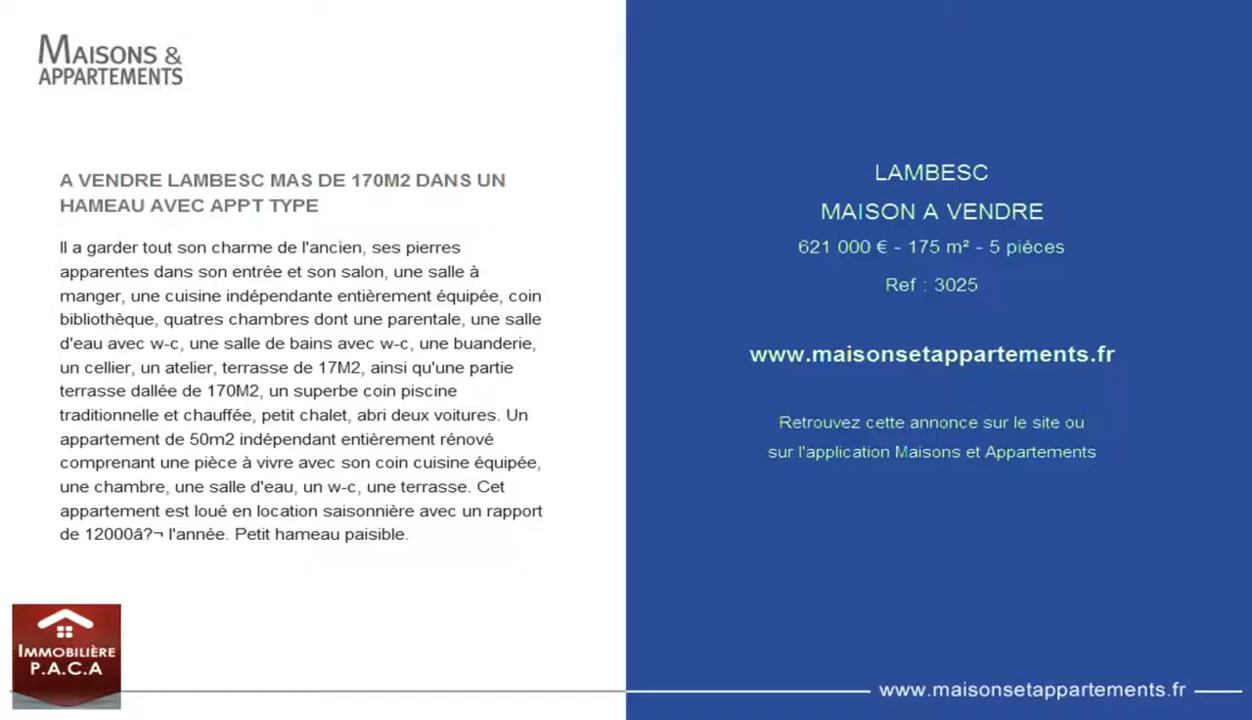 MAISONS &
APPARTEMENTS
A VENDRE LAMBESC MAS DE 170M2 DANS UN
HAMEAU AVEC APPT TYPE
Il a garder tout son charme de l'ancien, ses pierres
apparentes dans son entrée et son salon, une salle à
manger, une cuisine indépendante entièrement équipée, coin
bibliothèque, quatres chambres dont une parentale, une salle
d'eau avec w-c, une salle de bains avec w-c, une buanderie,
un cellier, un atelier, terrasse de 17M2, ainsi qu'une partie
terrasse dallée de 170M2, un superbe coin piscine
traditionnelle et chauffée, petit chalet, abri deux voitures. Un
appartement de 50m2 indépendant entièrement rénové
comprenant une pièce à vivre avec son coin cuisine équipée,
une chambre, une salle d'eau, un w-c, une terrasse. Cet
appartement est loué en location saisonnière avec un rapport
de 12000â?¬ l'année. Petit hameau paisible.
IMMOBILIÈRE
P.A.C.A
LAMBESC
MAISON A VENDRE
621 000 € - 175 m² - 5 pièces
Ref : 3025
www.maisonsetappartements.fr
Retrouvez cette annonce sur le site ou
sur l'application Maisons et Appartements
www.maisonsetappartements.fr